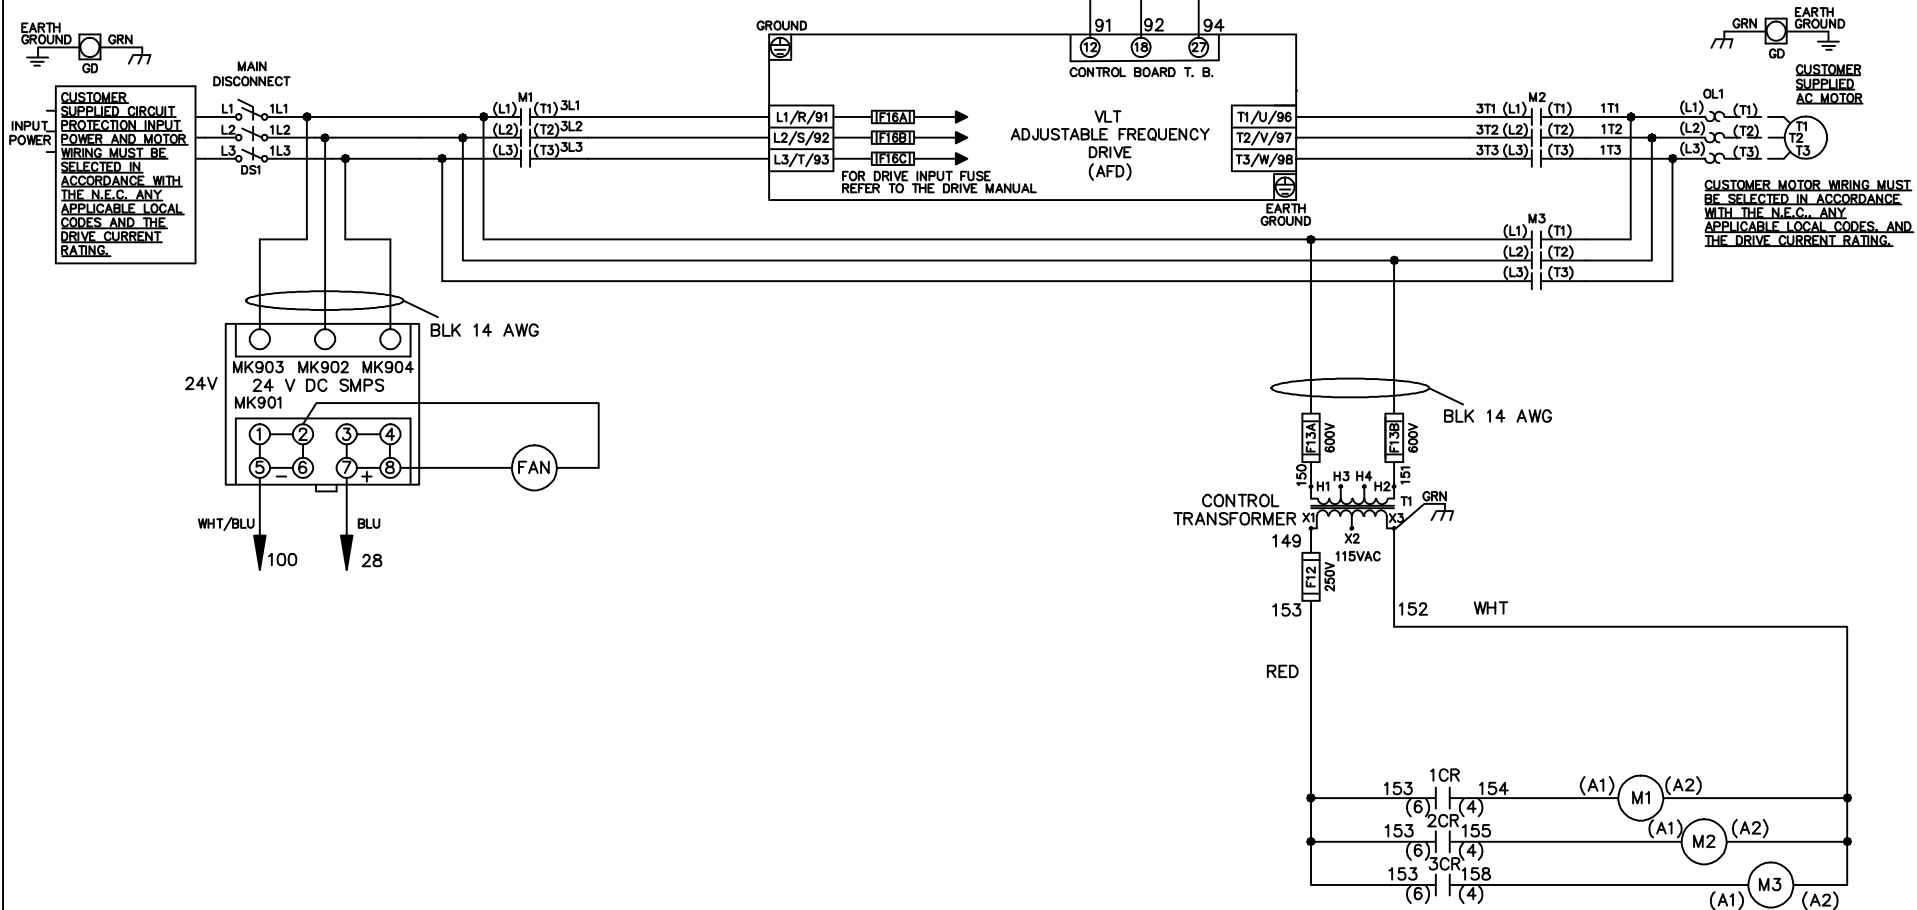 EARTH
GROUND
GRN
GD
MAIN
DISCONNECT
INPUT
POWER
CUSTOMER
SUPPLIED CIRCUIT
PROTECTION INPUT
POWER AND MOTOR
WIRING MUST BE
SELECTED IN
ACCORDANCE WITH
THE N.E.C. ANY
APPLICABLE LOCAL
CODES AND THE
DRIVE CURRENT
RATING.
L1 1L1
L2 1L2
L3 1L3
DS1
M1
(L1) (T1) 3L1
(L2) (T2) 3L2
(L3) (T3) 3L3
GROUND
91 92 94
12 18 27
CONTROL BOARD T. B.
L1/R/91 F16A
L2/S/92 F16B
L3/T/93 F16C
FOR DRIVE INPUT FUSE
REFER TO THE DRIVE MANUAL
VLT
ADJUSTABLE FREQUENCY
DRIVE
(AFD)
T1/U/96
T2/V/97
T3/W/98
EARTH
GROUND
M2
3T1 (L1) (T1) 1T1
3T2 (L2) (T2) 1T2
3T3 (L3) (T3) 1T3
M3
(L1) (T1)
(L2) (T2)
(L3) (T3)
GRN
EARTH
GROUND
GD
CUSTOMER
SUPPLIED
AC MOTOR
OL1
(L1) (T1)
(L2) (T2)
(L3) (T3)
T1
T2
T3
CUSTOMER MOTOR WIRING MUST
BE SELECTED IN ACCORDANCE
WITH THE N.E.C., ANY
APPLICABLE LOCAL CODES, AND
THE DRIVE CURRENT RATING.
BLK 14 AWG
MK903 MK902 MK904
24V
24 V DC SMPS
MK901
1 2 3 4
5 - 6 7 + 8
FAN
WHT/BLU
BLU
100
28
BLK 14 AWG
F13A
600V
F13B
600V
150
151
H1 H3 H4 H2
T1
GRN
CONTROL
TRANSFORMER
X1
X3
X2
115VAC
149
F12
250V
153
152
WHT
RED
1CR
153 154
(6) (4)
(A1) M1 (A2)
2CR
153 155
(6) (4)
(A1) M2 (A2)
3CR
153 158
(6) (4)
(A1) M3 (A2)